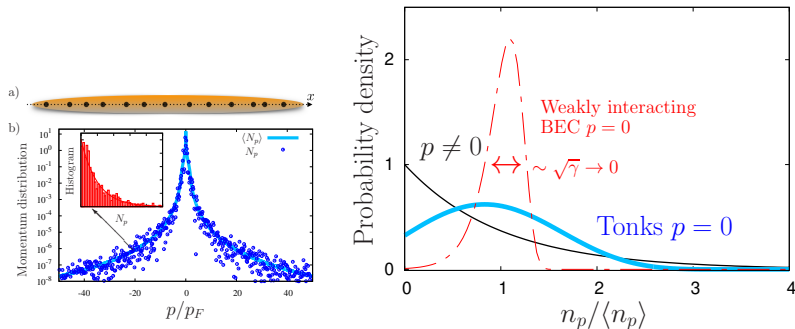 a)
x
b)
Momentum distribution
10^1
10^0
10^-1
10^-2
10^-3
10^-4
10^-5
10^-6
10^-7
10^-8
-40
-20
0
20
40
p/p_F
⟨N_p⟩
N_p
Histogram
N_p
Probability density
2
1
0
0
1
2
3
4
n_p/⟨n_p⟩
Weakly interacting
BEC p = 0
p ≠ 0
∼ √γ → 0
Tonks p = 0